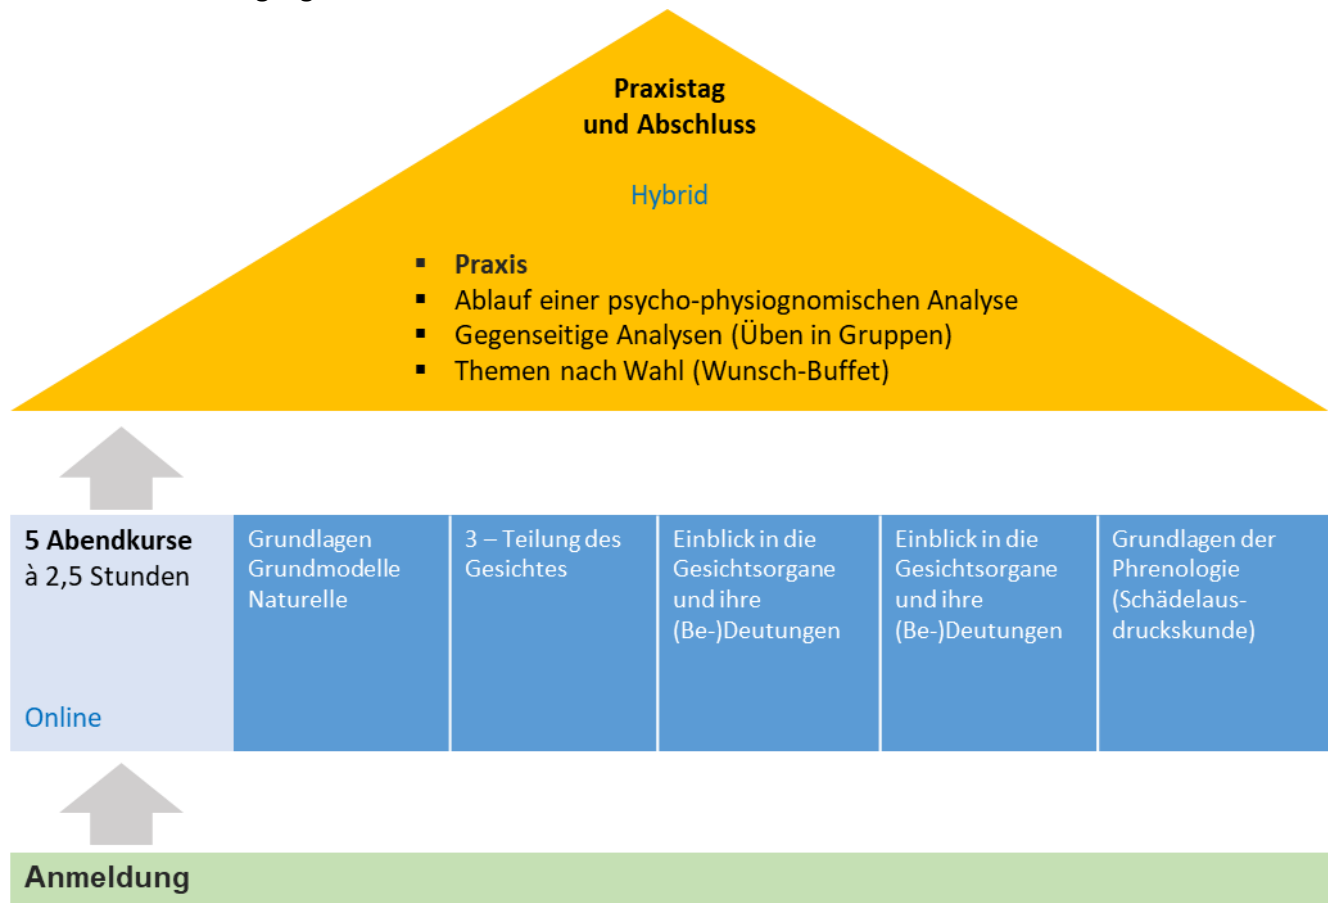 Praxistag
und Abschluss
Hybrid
▪ Praxis
▪ Ablauf einer psycho-physiognomischen Analyse
▪ Gegenseitige Analysen (Üben in Gruppen)
▪ Themen nach Wahl (Wunsch-Buffet)
5 Abendkurse
à 2,5 Stunden
Online
Grundlagen
Grundmodelle
Naturelle
3 – Teilung des
Gesichtes
Einblick in die
Gesichtsorgane
und ihre
(Be-)Deutungen
Einblick in die
Gesichtsorgane
und ihre
(Be-)Deutungen
Grundlagen der
Phrenologie
(Schädelaus-
druckskunde)
Anmeldung